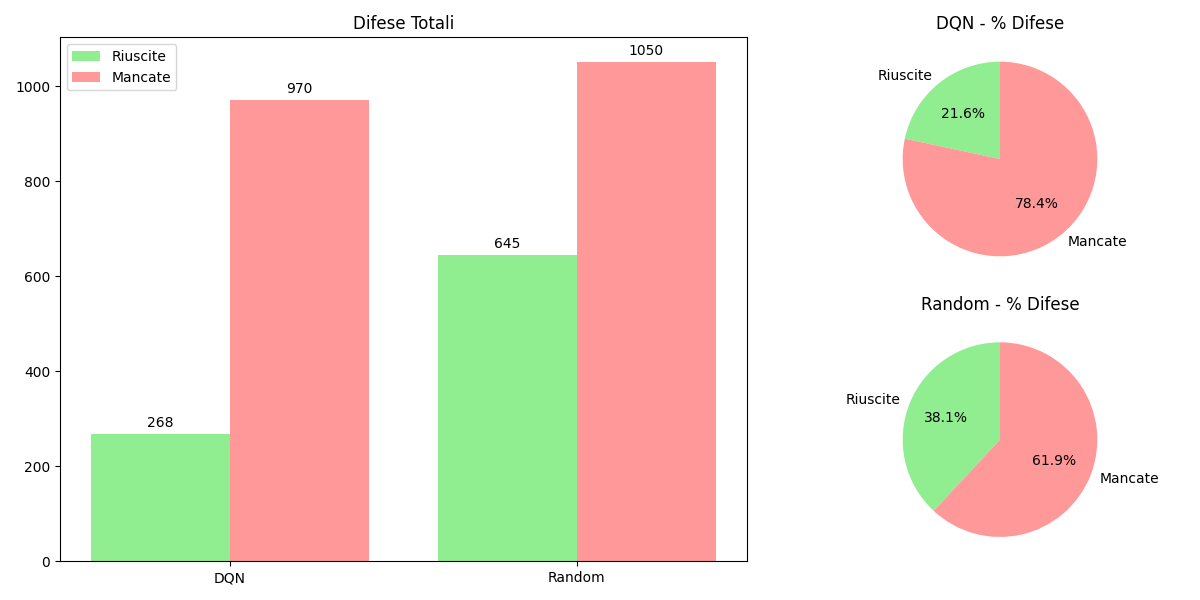 Difese Totali
Riuscite
Mancate
1000
800
600
400
200
0
268
970
645
1050
DQN
Random
DQN - % Difese
Riuscite
21.6%
78.4%
Mancate
Random - % Difese
Riuscite
38.1%
61.9%
Mancate